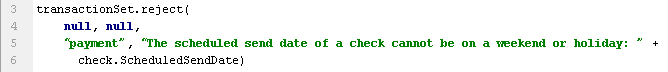 3 transactionSet.reject(
4 null, null,
5 "payment", "The scheduled send date of a check cannot be on a weekend or holiday: " +
6 check.ScheduledSendDate)